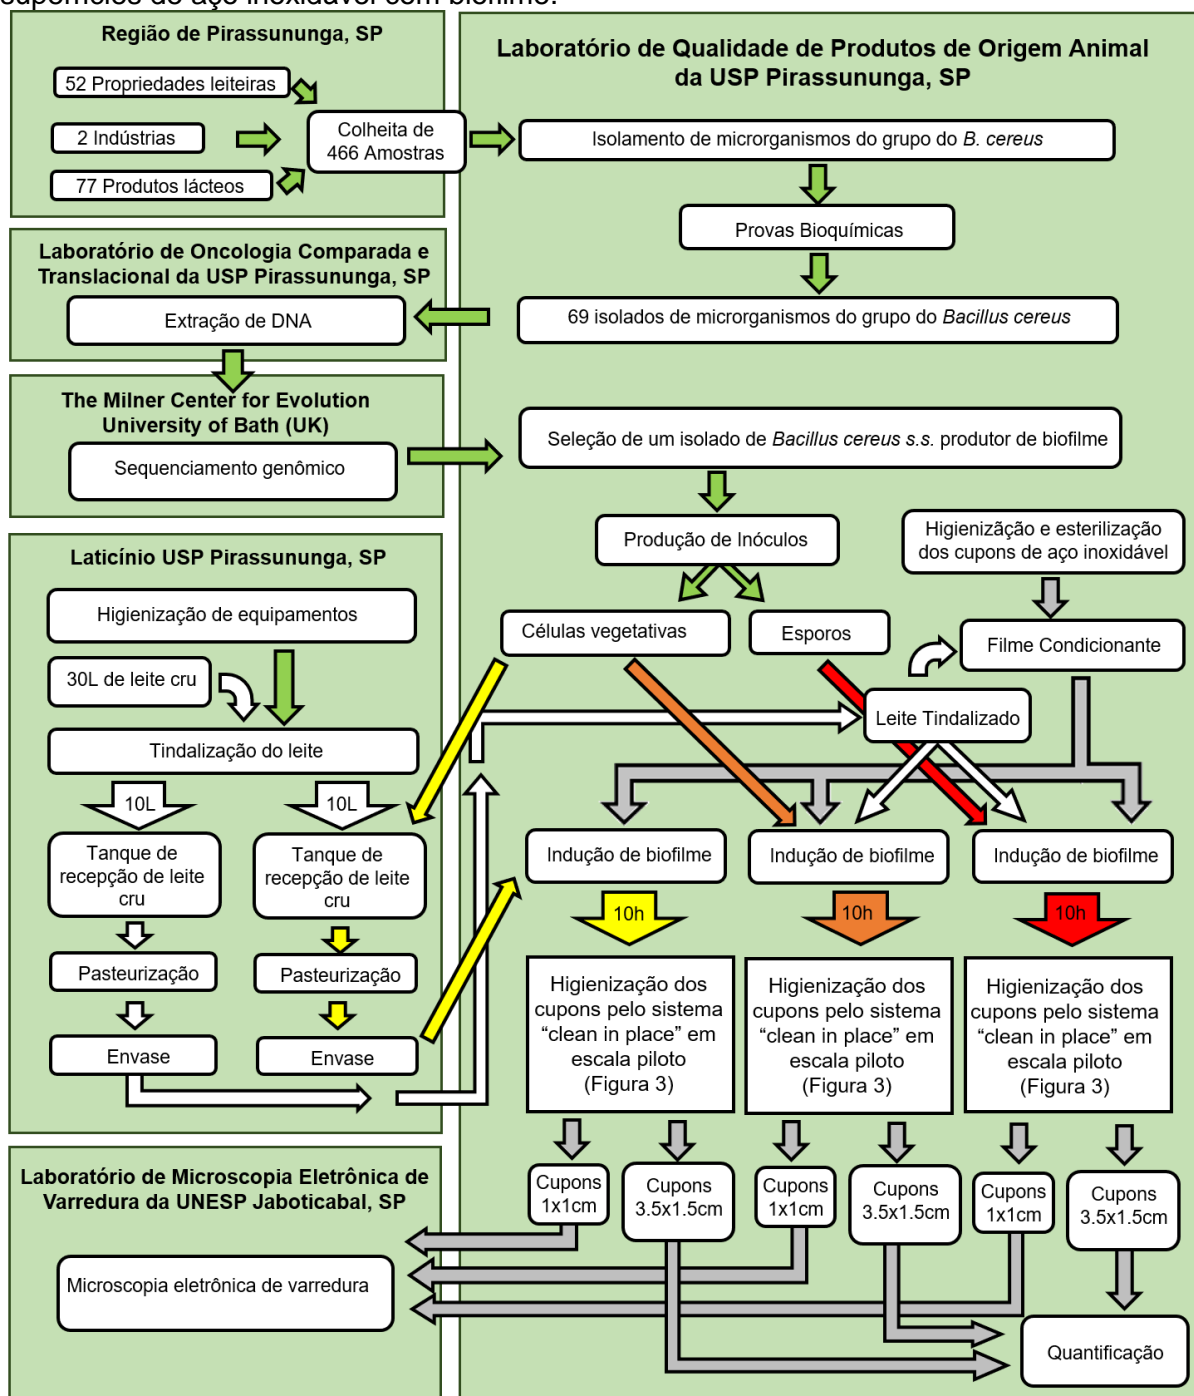 superfícies de aço inoxidável com biofilme.
Região de Pirassununga, SP
52 Propriedades leiteiras
2 Indústrias
77 Produtos lácteos
Colheita de
466 Amostras
Laboratório de Qualidade de Produtos de Origem Animal
da USP Pirassununga, SP
Isolamento de microrganismos do grupo do B. cereus
Provas Bioquímicas
69 isolados de microrganismos do grupo do Bacillus cereus
Laboratório de Oncologia Comparada e
Translacional da USP Pirassununga, SP
Extração de DNA
The Milner Center for Evolution
University of Bath (UK)
Sequenciamento genômico
Seleção de um isolado de Bacillus cereus s.s. produtor de biofilme
Produção de Inóculos
Higienização e esterilização
dos cupons de aço inoxidável
Células vegetativas
Esporos
Filme Condicionante
Leite Tindalizado
Laticínio USP Pirassununga, SP
Higienização de equipamentos
30L de leite cru
Tindalização do leite
10L
10L
Tanque de
recepção de leite
cru
Tanque de
recepção de leite
cru
Pasteurização
Pasteurização
Envase
Envase
Indução de biofilme
Indução de biofilme
Indução de biofilme
10h
10h
10h
Higienização dos
cupons pelo sistema
“clean in place” em
escala piloto
(Figura 3)
Higienização dos
cupons pelo sistema
“clean in place” em
escala piloto
(Figura 3)
Higienização dos
cupons pelo sistema
“clean in place” em
escala piloto
(Figura 3)
Cupons
1x1cm
Cupons
3.5x1.5cm
Cupons
1x1cm
Cupons
3.5x1.5cm
Cupons
1x1cm
Cupons
3.5x1.5cm
Laboratório de Microscopia Eletrônica de
Varredura da UNESP Jaboticabal, SP
Microscopia eletrônica de varredura
Quantificação